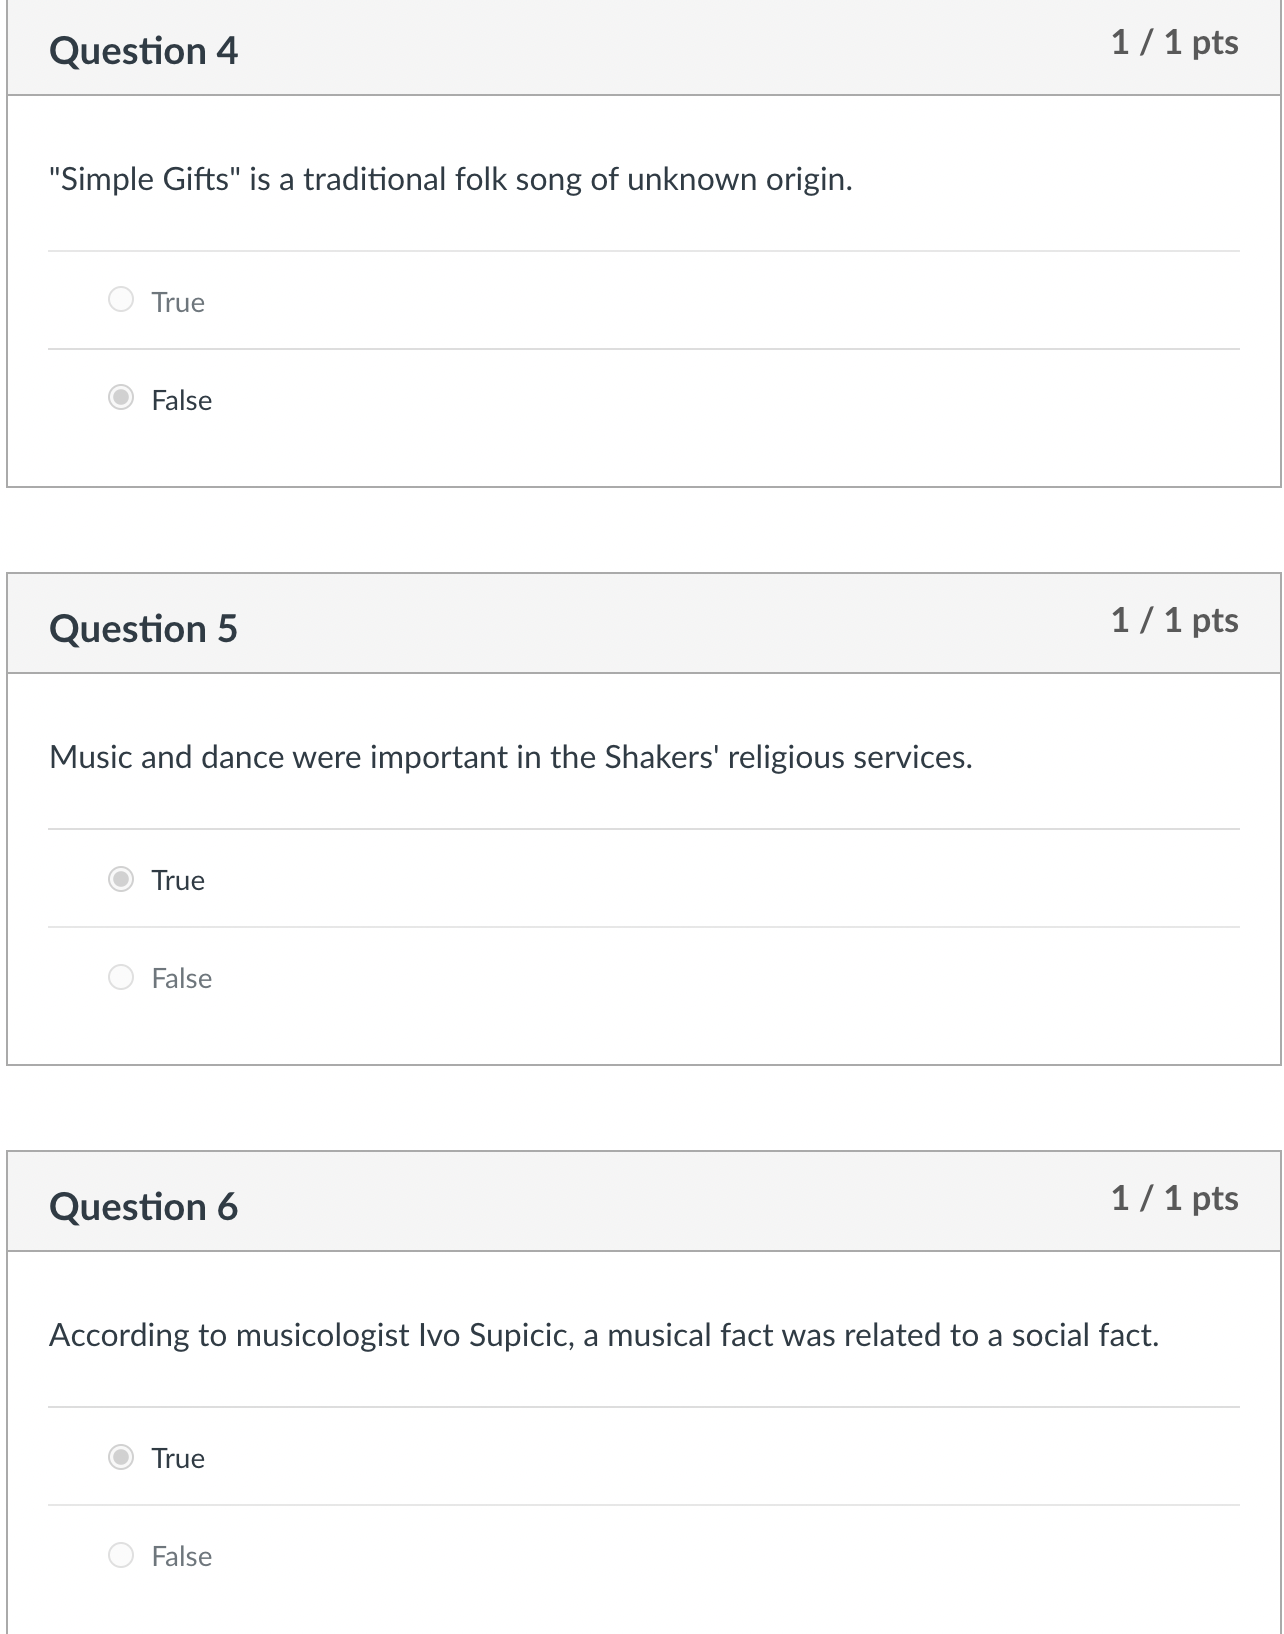 Question 4
1 / 1 pts
"Simple Gifts" is a traditional folk song of unknown origin.
True
False
Question 5
1 / 1 pts
Music and dance were important in the Shakers' religious services.
True
False
Question 6
1 / 1 pts
According to musicologist Ivo Supicic, a musical fact was related to a social fact.
True
False